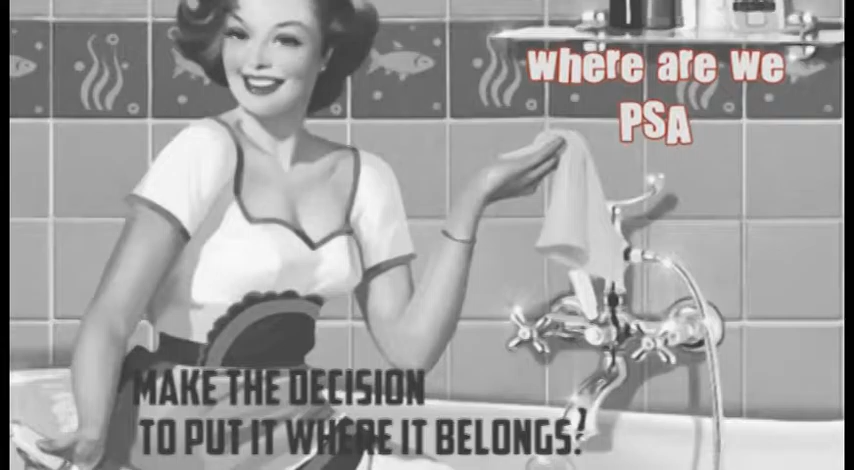 where are we
PSA
MAKE THE DECISION
TO PUT IT WHERE IT BELONGS?